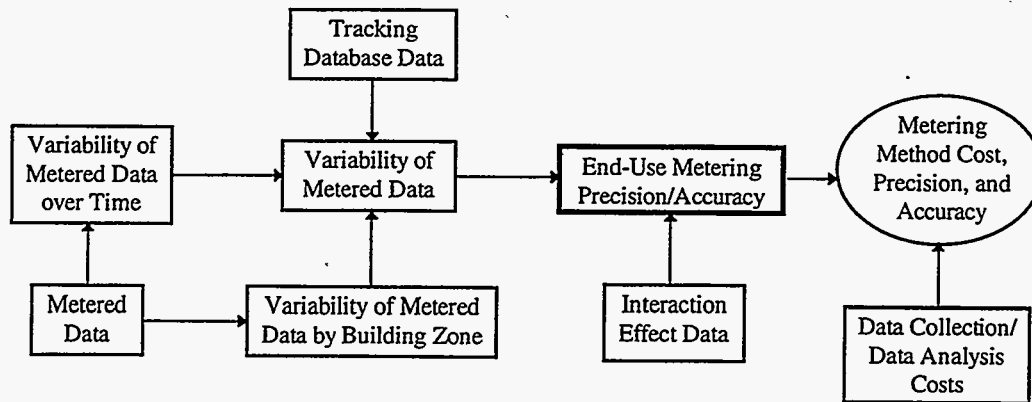 Tracking
Database Data
Variability of
Metered Data
over Time
Variability of
Metered Data
End-Use Metering
Precision/Accuracy
Metering
Method Cost,
Precision, and
Accuracy
Metered
Data
Variability of Metered
Data by Building Zone
Interaction
Effect Data
Data Collection/
Data Analysis
Costs